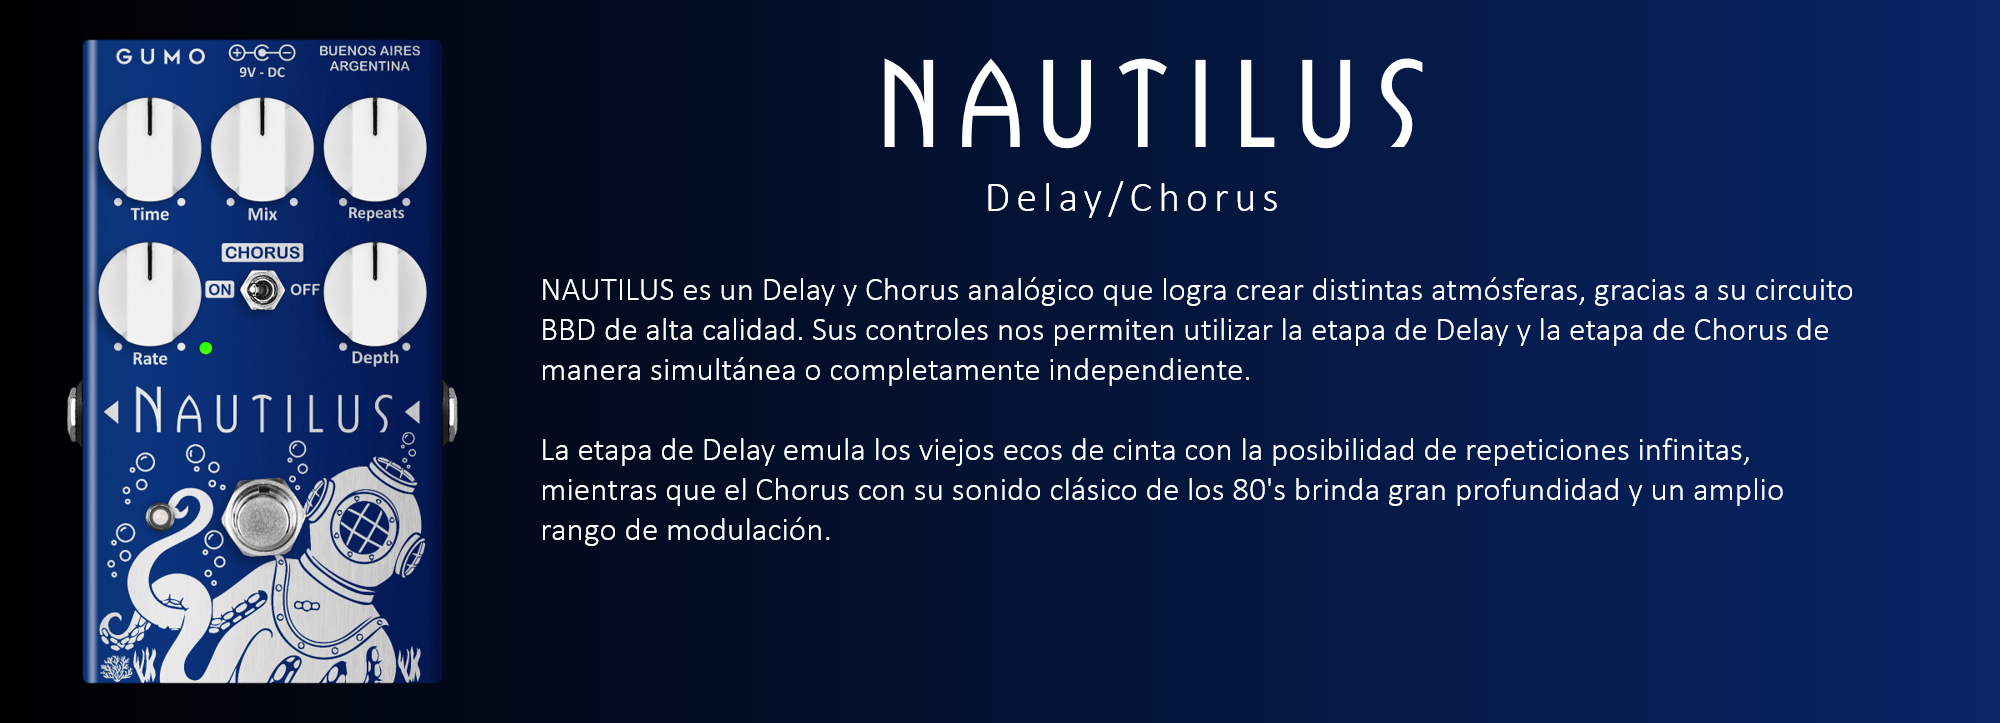 GUMO
9V - DC
BUENOS AIRES
ARGENTINA
Time
Mix
Repeats
CHORUS
ON
OFF
Rate
Depth
NAUTILUS
NAUTILUS
Delay/Chorus
NAUTILUS es un Delay y Chorus analógico que logra crear distintas atmósferas, gracias a su circuito
BBD de alta calidad. Sus controles nos permiten utilizar la etapa de Delay y la etapa de Chorus de
manera simultánea o completamente independiente.
La etapa de Delay emula los viejos ecos de cinta con la posibilidad de repeticiones infinitas,
mientras que el Chorus con su sonido clásico de los 80's brinda gran profundidad y un amplio
rango de modulación.